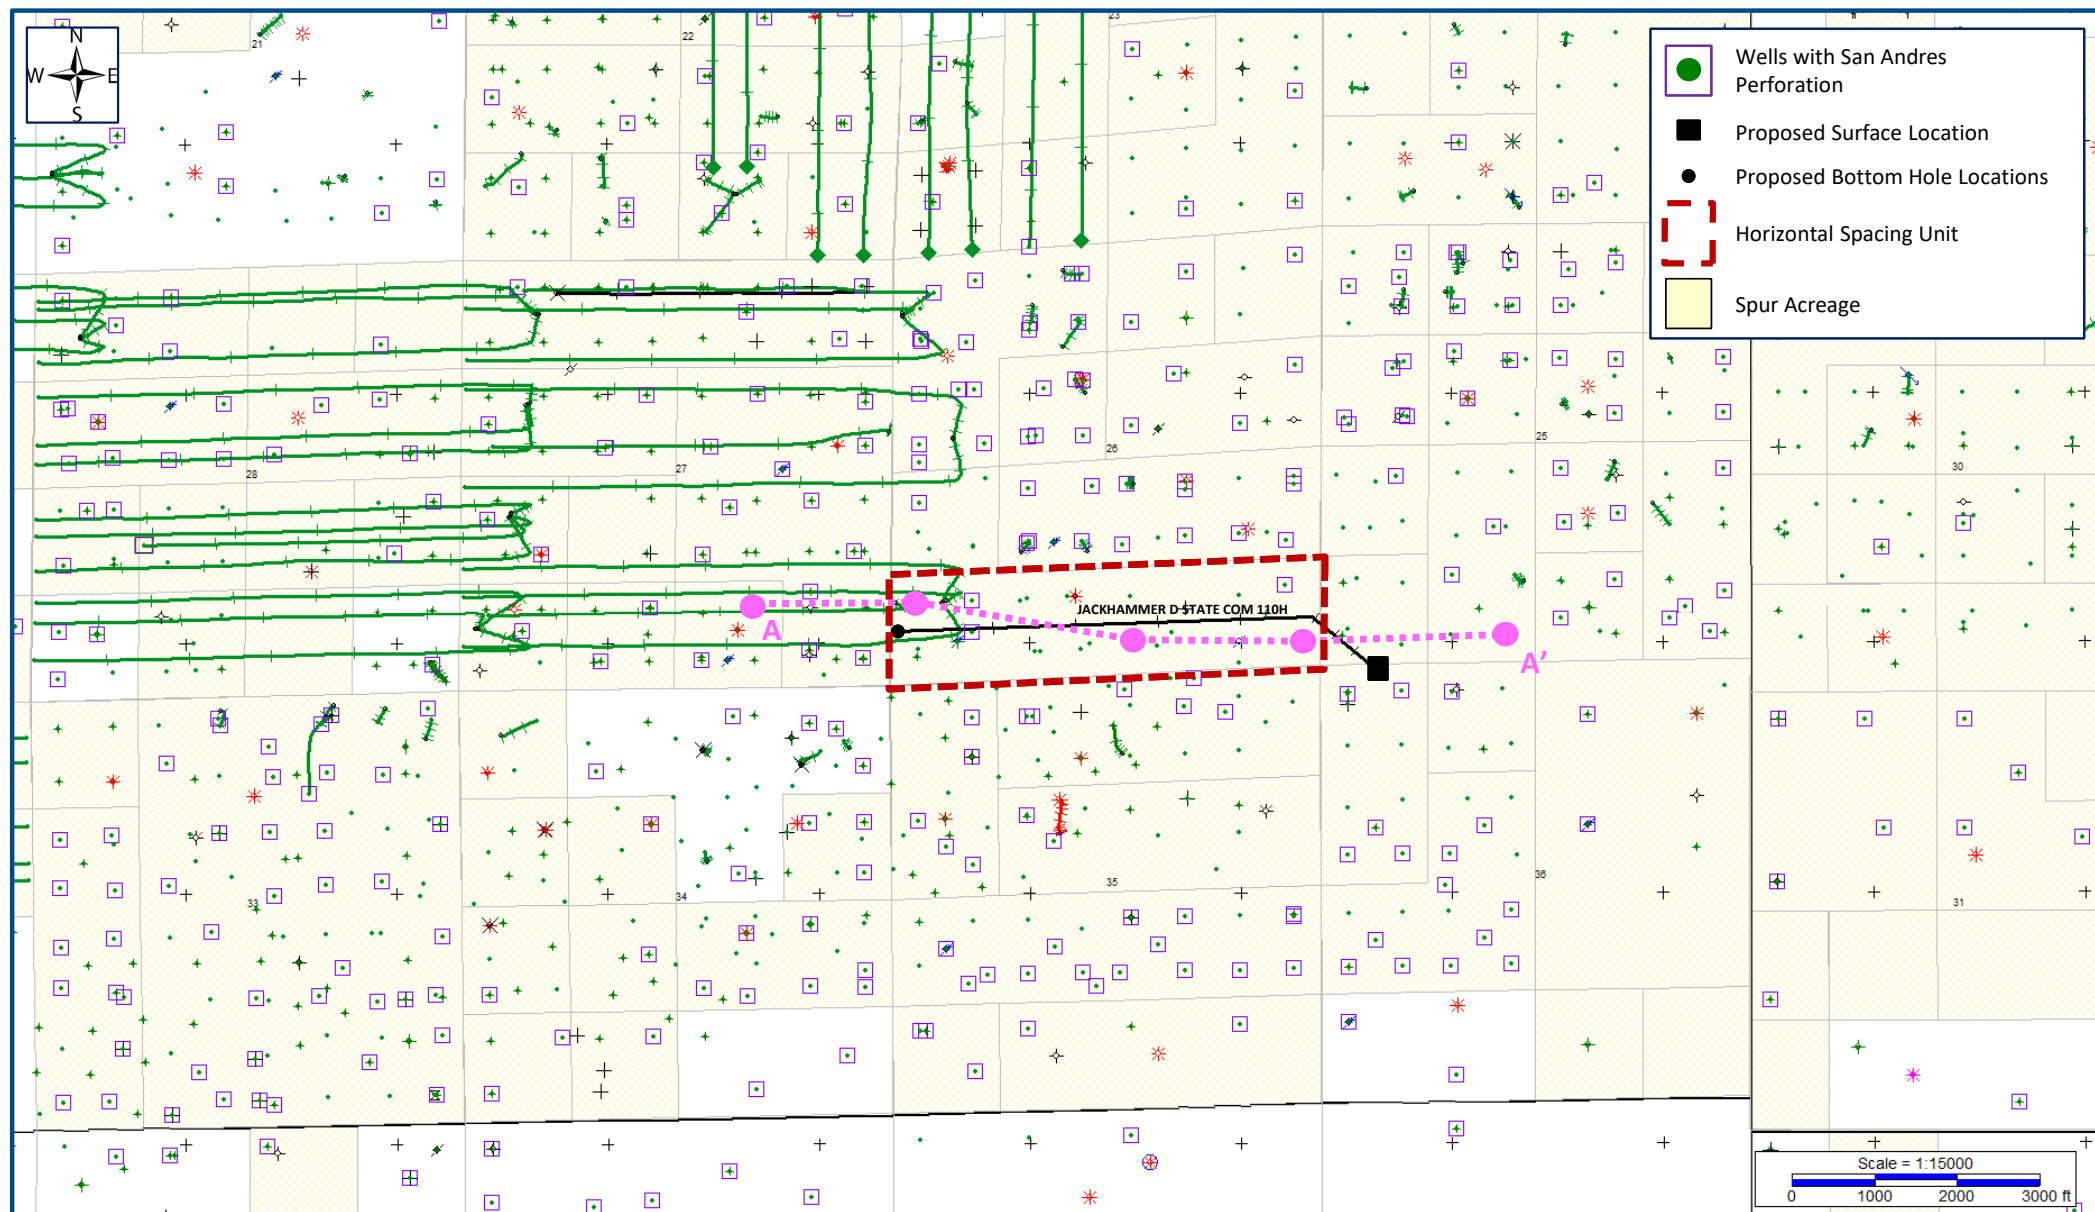 N
W E
S
21
22
23
Wells with San Andres
Perforation
Proposed Surface Location
Proposed Bottom Hole Locations
Horizontal Spacing Unit
Spur Acreage
28
27
26
25
30
JACKHAMMER D STATE COM 110H
A
A'
33
34
35
36
31
Scale = 1:15000
0 1000 2000 3000 ft